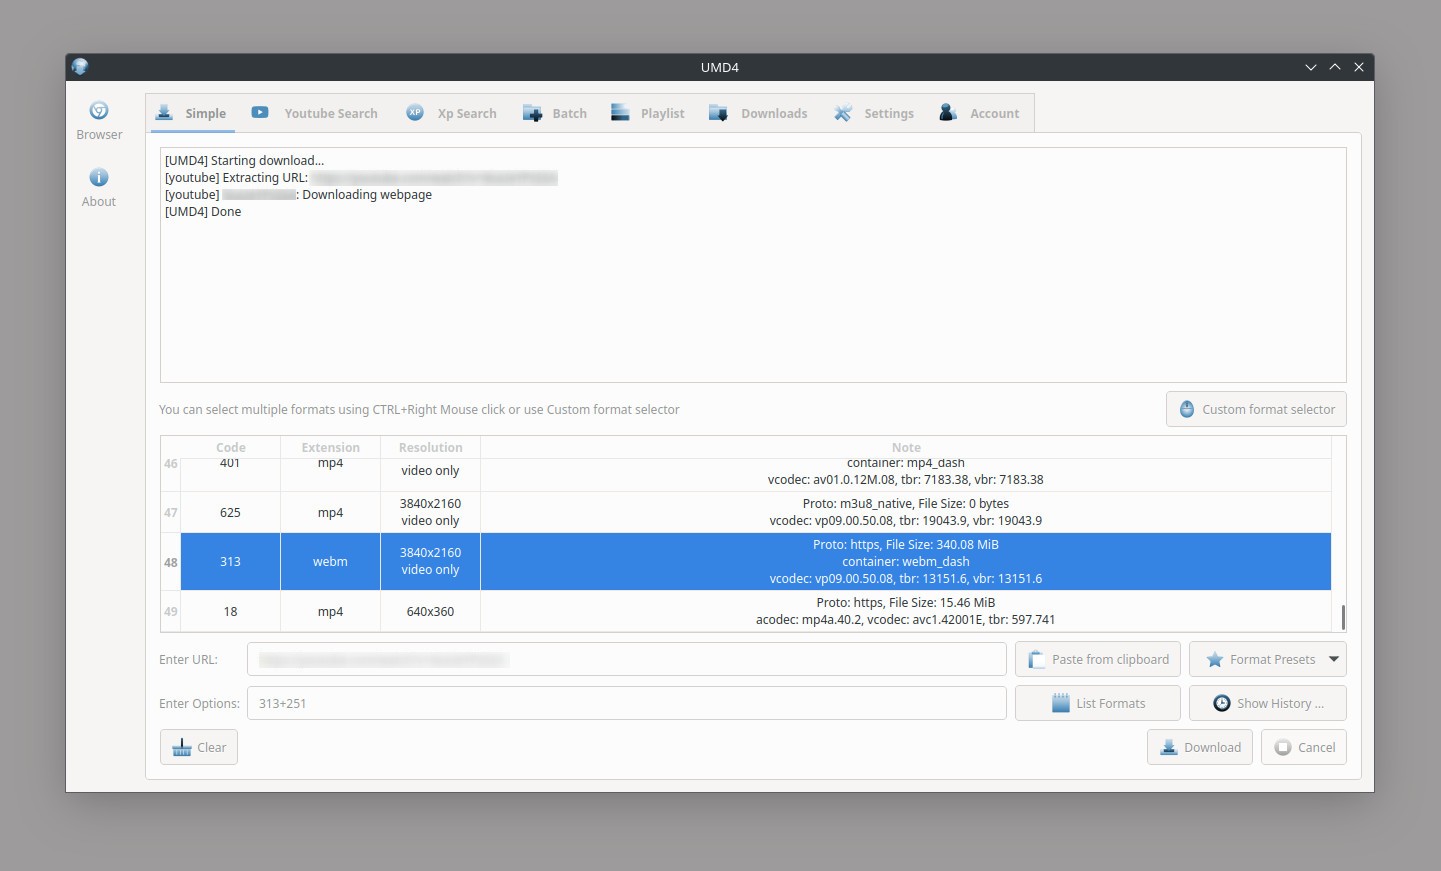 UMD4
Browser
About
Simple
Youtube Search
XP
Xp Search
Batch
Playlist
Downloads
Settings
Account
[UMD4] Starting download...
[youtube] Extracting URL:
[youtube] : Downloading webpage
[UMD4] Done
You can select multiple formats using CTRL+Right Mouse click or use Custom format selector
Custom format selector
Code Extension Resolution Note
46 401 mp4 video only container: mp4_dash
vcodec: av01.0.12M.08, tbr: 7183.38, vbr: 7183.38
47 625 mp4 3840x2160 video only Proto: m3u8_native, File Size: 0 bytes
vcodec: vp09.00.50.08, tbr: 19043.9, vbr: 19043.9
48 313 webm 3840x2160 video only Proto: https, File Size: 340.08 MiB
container: webm_dash
vcodec: vp09.00.50.08, tbr: 13151.6, vbr: 13151.6
49 18 mp4 640x360 Proto: https, File Size: 15.46 MiB
acodec: mp4a.40.2, vcodec: avc1.42001E, tbr: 597.741
Enter URL:
Paste from clipboard
Format Presets
Enter Options:
313+251
List Formats
Show History ...
Clear
Download
Cancel